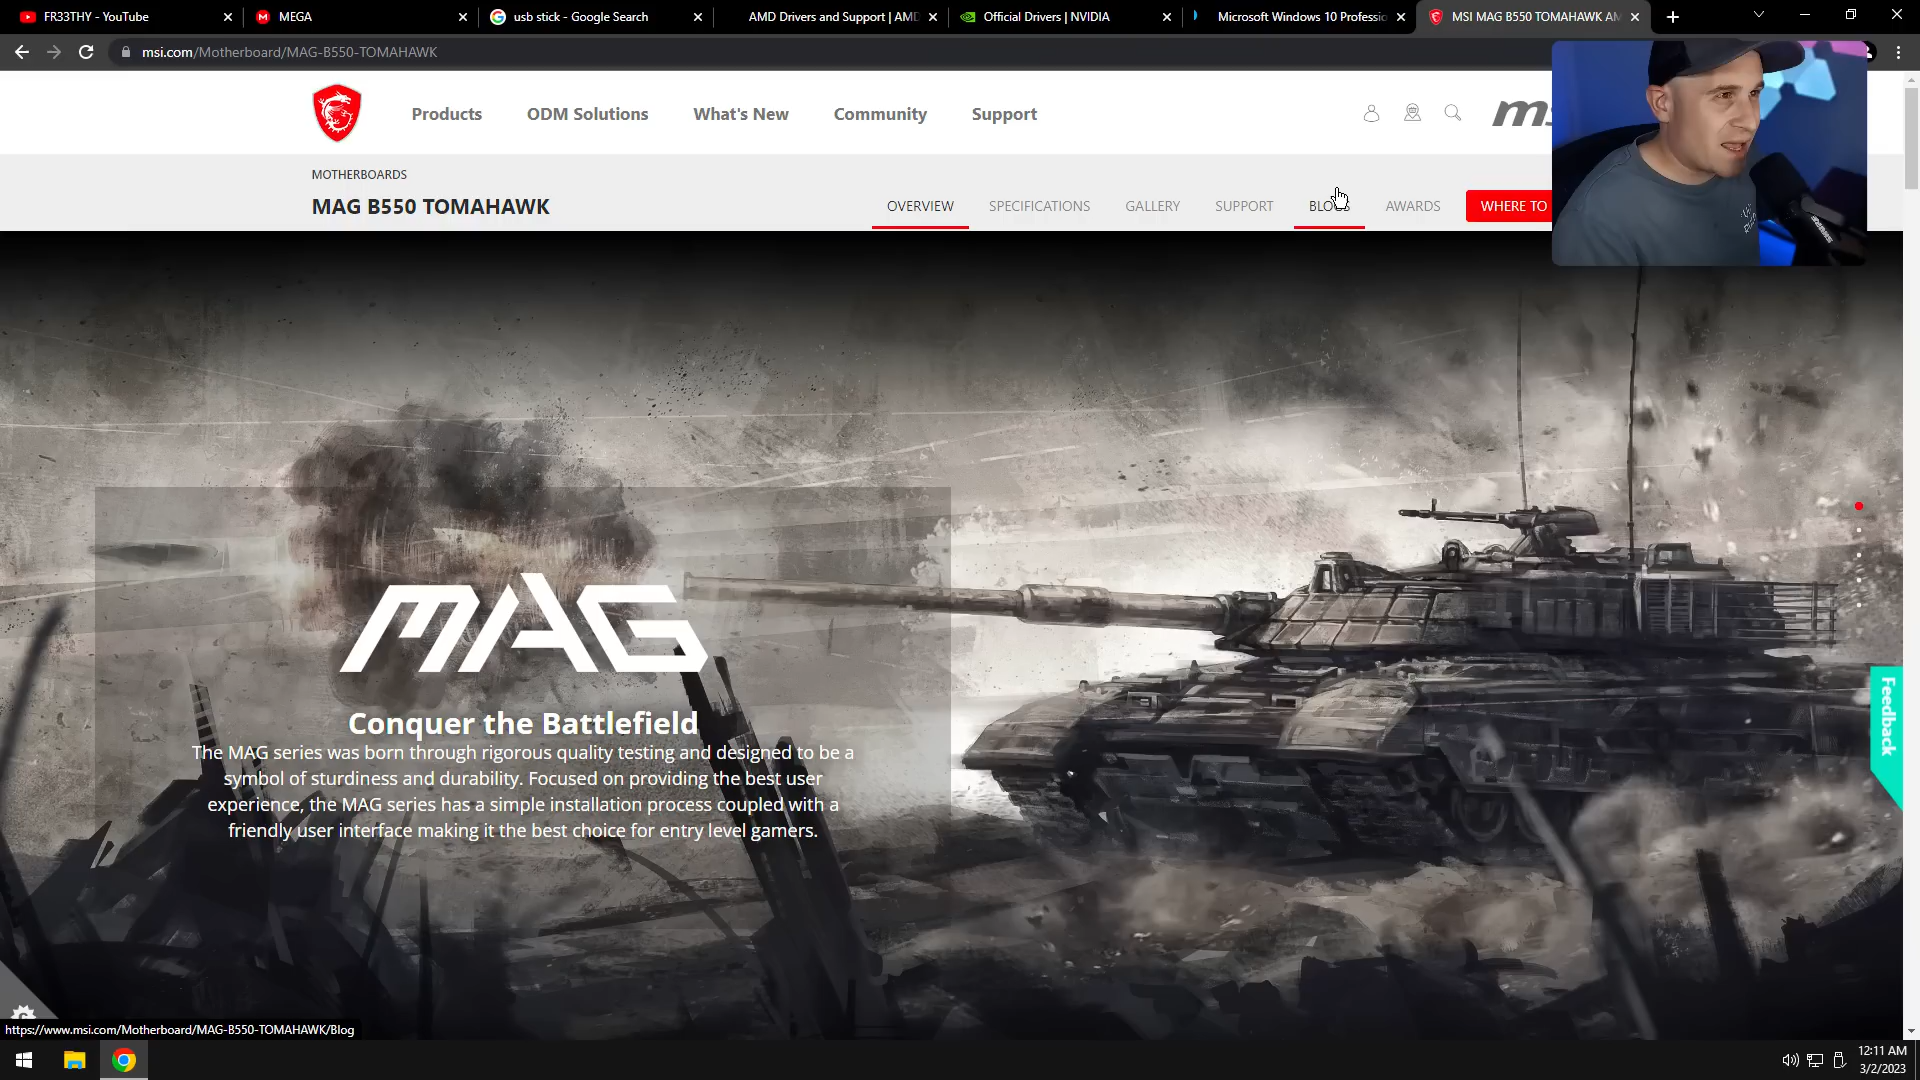 FR33THY - YouTube
MEGA
usb stick - Google Search
AMD Drivers and Support | AMD
Official Drivers | NVIDIA
Microsoft Windows 10 Professio
MSI MAG B550 TOMAHAWK AM
msi.com/Motherboard/MAG-B550-TOMAHAWK
Products
ODM Solutions
What's New
Community
Support
MOTHERBOARDS
MAG B550 TOMAHAWK
OVERVIEW
SPECIFICATIONS
GALLERY
SUPPORT
BLOGS
AWARDS
WHERE TO
MAG
Conquer the Battlefield
The MAG series was born through rigorous quality testing and designed to be a
symbol of sturdiness and durability. Focused on providing the best user
experience, the MAG series has a simple installation process coupled with a
friendly user interface making it the best choice for entry level gamers.
Feedback
https://www.msi.com/Motherboard/MAG-B550-TOMAHAWK/Blog
12:11 AM
3/2/2023